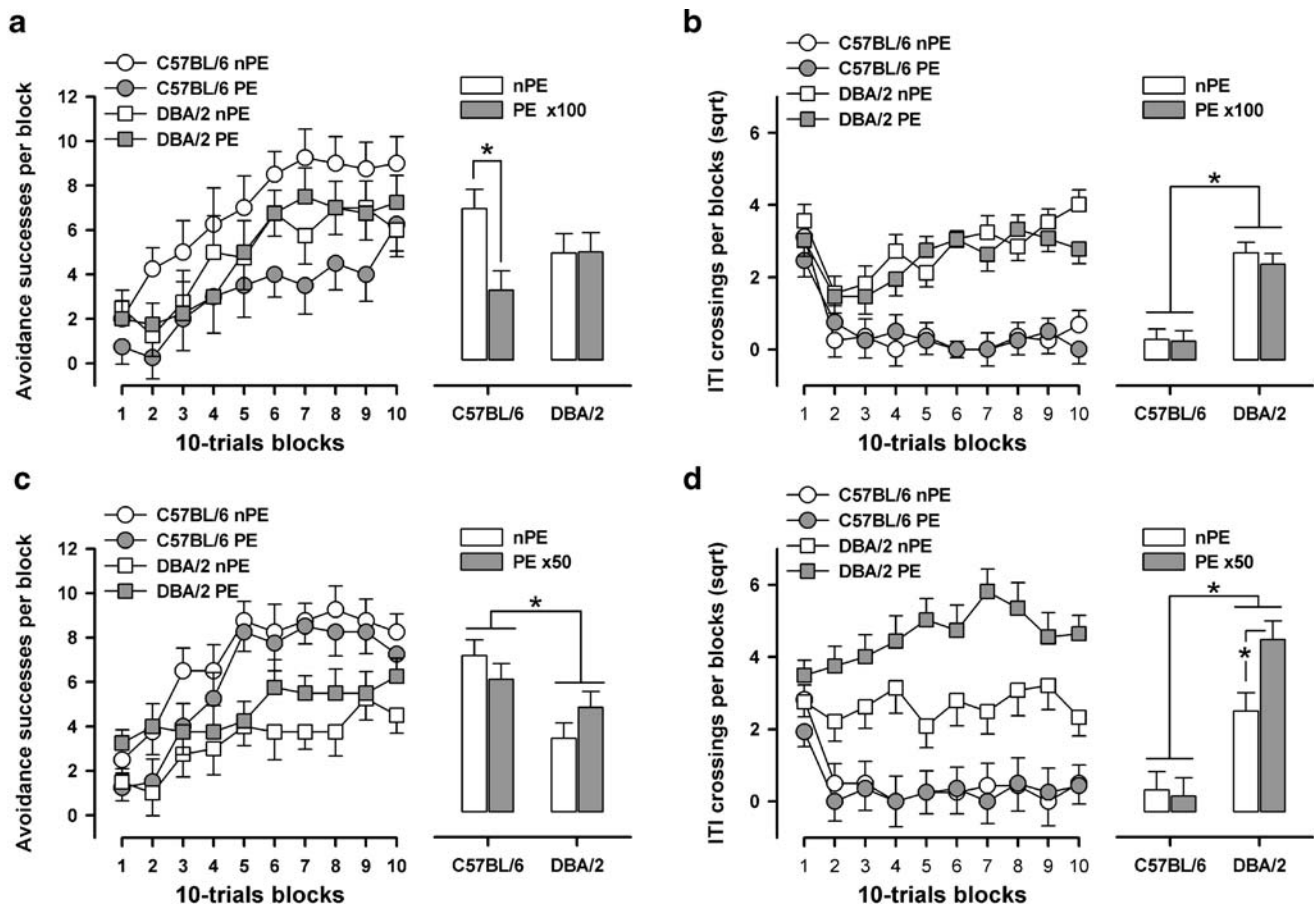 a
C57BL/6 nPE
C57BL/6 PE
DBA/2 nPE
DBA/2 PE
nPE
PE x100
*
Avoidance successes per block
12
10
8
6
4
2
0
1 2 3 4 5 6 7 8 9 10
10-trials blocks
C57BL/6 DBA/2
b
C57BL/6 nPE
C57BL/6 PE
DBA/2 nPE
DBA/2 PE
nPE
PE x100
*
ITI crossings per blocks (sqrt)
6
4
2
0
1 2 3 4 5 6 7 8 9 10
10-trials blocks
C57BL/6 DBA/2
c
C57BL/6 nPE
C57BL/6 PE
DBA/2 nPE
DBA/2 PE
nPE
PE x50
*
Avoidance successes per block
12
10
8
6
4
2
0
1 2 3 4 5 6 7 8 9 10
10-trials blocks
C57BL/6 DBA/2
d
C57BL/6 nPE
C57BL/6 PE
DBA/2 nPE
DBA/2 PE
nPE
PE x50
*
*
ITI crossings per blocks (sqrt)
6
4
2
0
1 2 3 4 5 6 7 8 9 10
10-trials blocks
C57BL/6 DBA/2